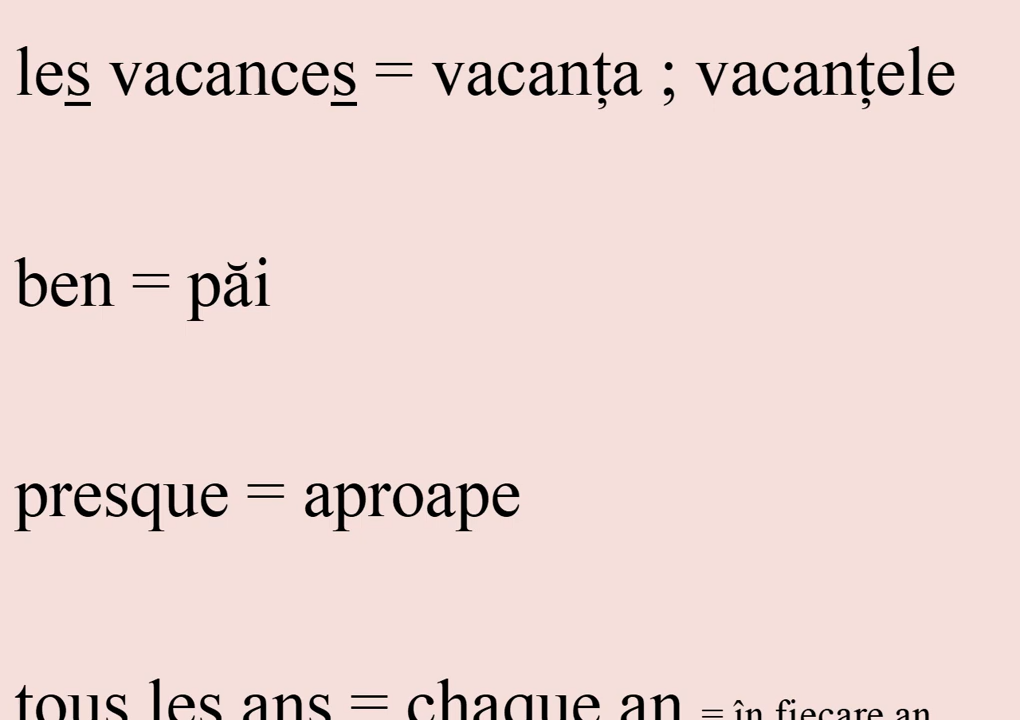 les vacances = vacanța ; vacanțele
ben = păi
presque = aproape
tous les ans = chaque an = în fiecare an